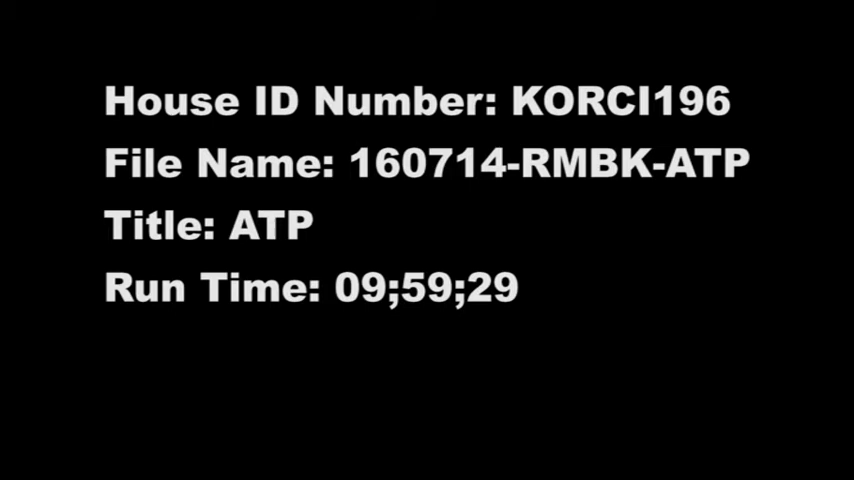 House ID Number: KORCI196
File Name: 160714-RMBK-ATP
Title: ATP
Run Time: 09;59;29